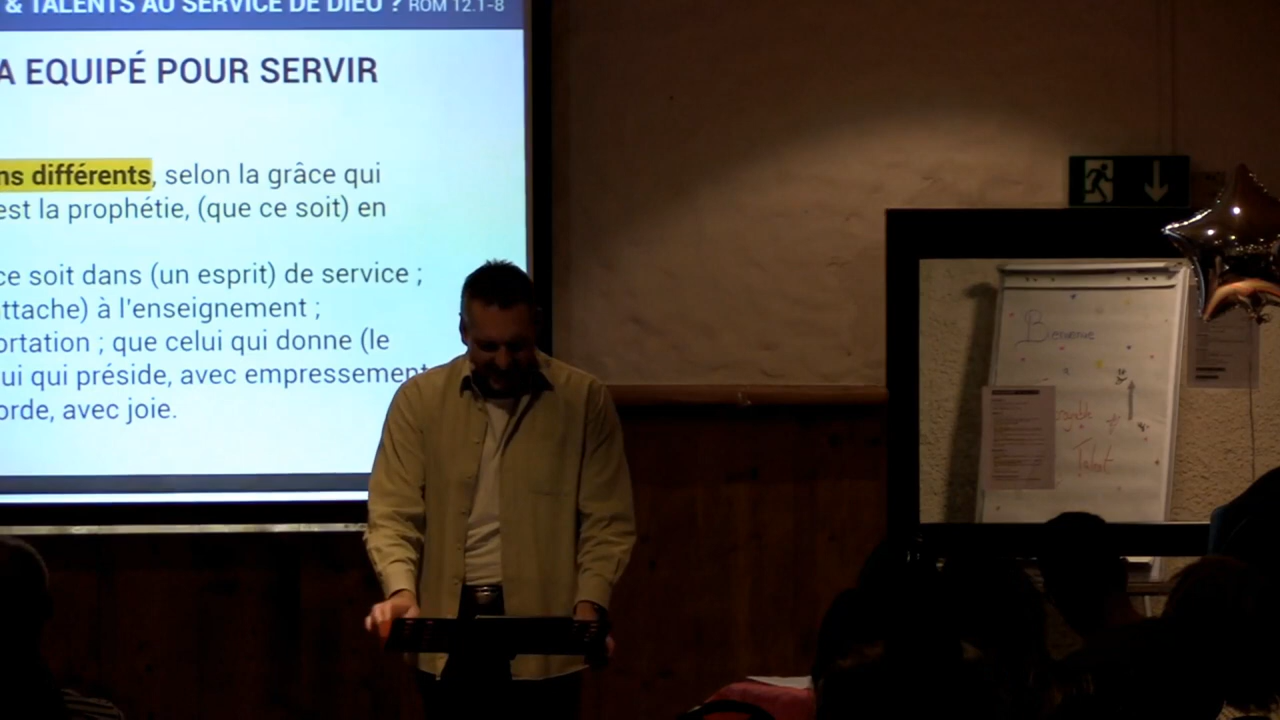 & TALENTS AU SERVICE DE DIEU ? ROM 12.1-8
A EQUIPÉ POUR SERVIR
ns différents, selon la grâce qui
est la prophétie, (que ce soit) en
ce soit dans (un esprit) de service ;
ttache) à l'enseignement ;
ortation ; que celui qui donne (le
ui qui préside, avec empressement
orde, avec joie.
Bienvenue
Talent